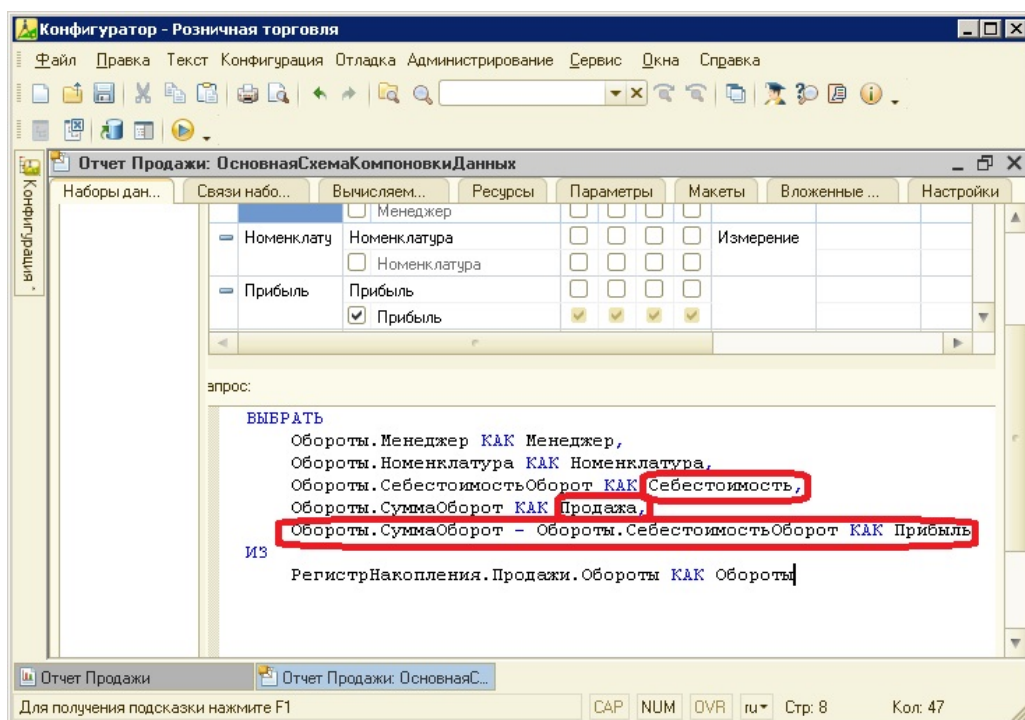 Конфигуратор - Розничная торговля
Файл Правка Текст Конфигурация Отладка Администрирование Сервис Окна Справка
Отчет Продажи: ОсновнаяСхемаКомпоновкиДанных
Конфигурация *
Наборы дан... Связи набо... Вычисляем... Ресурсы Параметры Макеты Вложенные ... Настройки
Менеджер
Номенклату Номенклатура Измерение
Номенклатура
Прибыль Прибыль
Прибыль
апрос:
ВЫБРАТЬ
Обороты.Менеджер КАК Менеджер,
Обороты.Номенклатура КАК Номенклатура,
Обороты.СебестоимостьОборот КАК Себестоимость,
Обороты.СуммаОборот КАК Продажа,
Обороты.СуммаОборот - Обороты.СебестоимостьОборот КАК Прибыль
ИЗ
РегистрНакопления.Продажи.Обороты КАК Обороты
Отчет Продажи Отчет Продажи: ОсновнаяС...
Для получения подсказки нажмите F1 CAP NUM OVR ru Стр: 8 Кол: 47